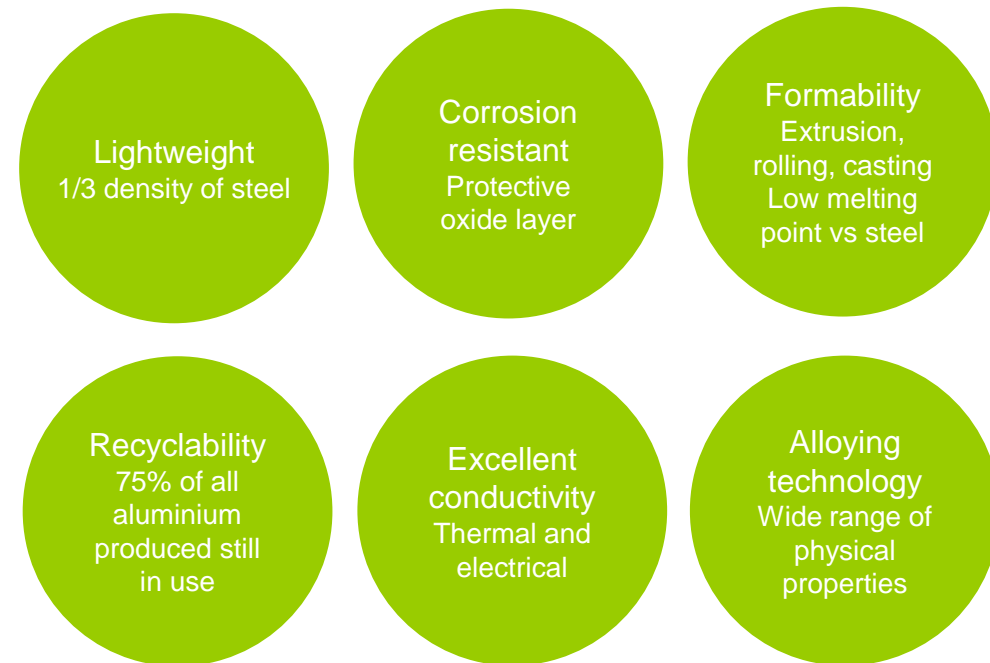 Lightweight
1/3 density of steel
Corrosion
resistant
Protective
oxide layer
Formability
Extrusion,
rolling, casting
Low melting
point vs steel
Recyclability
75% of all
aluminium
produced still
in use
Excellent
conductivity
Thermal and
electrical
Alloying
technology
Wide range of
physical
properties